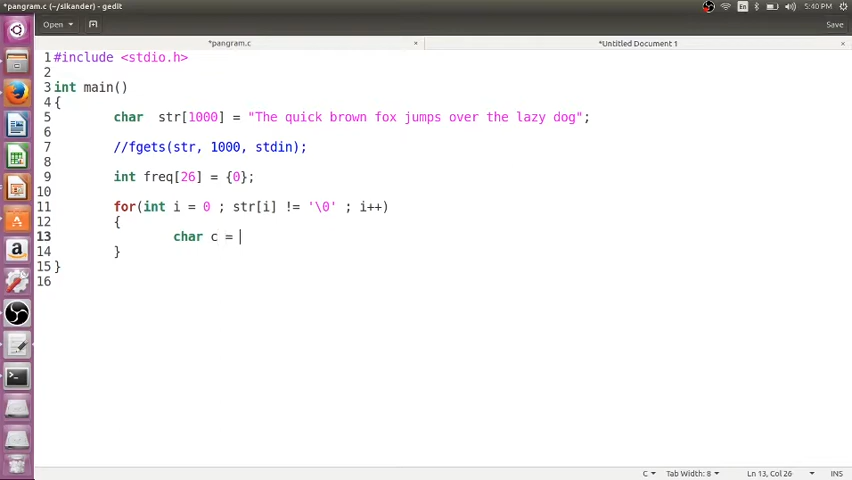 *pangram.c (~/sikander) - gedit
En 5:40 PM
Open Save
*pangram.c × *Untitled Document 1 ×
1 #include <stdio.h>
2
3 int main()
4 {
5 char  str[1000] = "The quick brown fox jumps over the lazy dog";
6
7 //fgets(str, 1000, stdin);
8
9 int freq[26] = {0};
10
11 for(int i = 0 ; str[i] != '\0' ; i++)
12 {
13 char c =
14 }
15 }
16
C Tab Width: 8 Ln 13, Col 26 INS